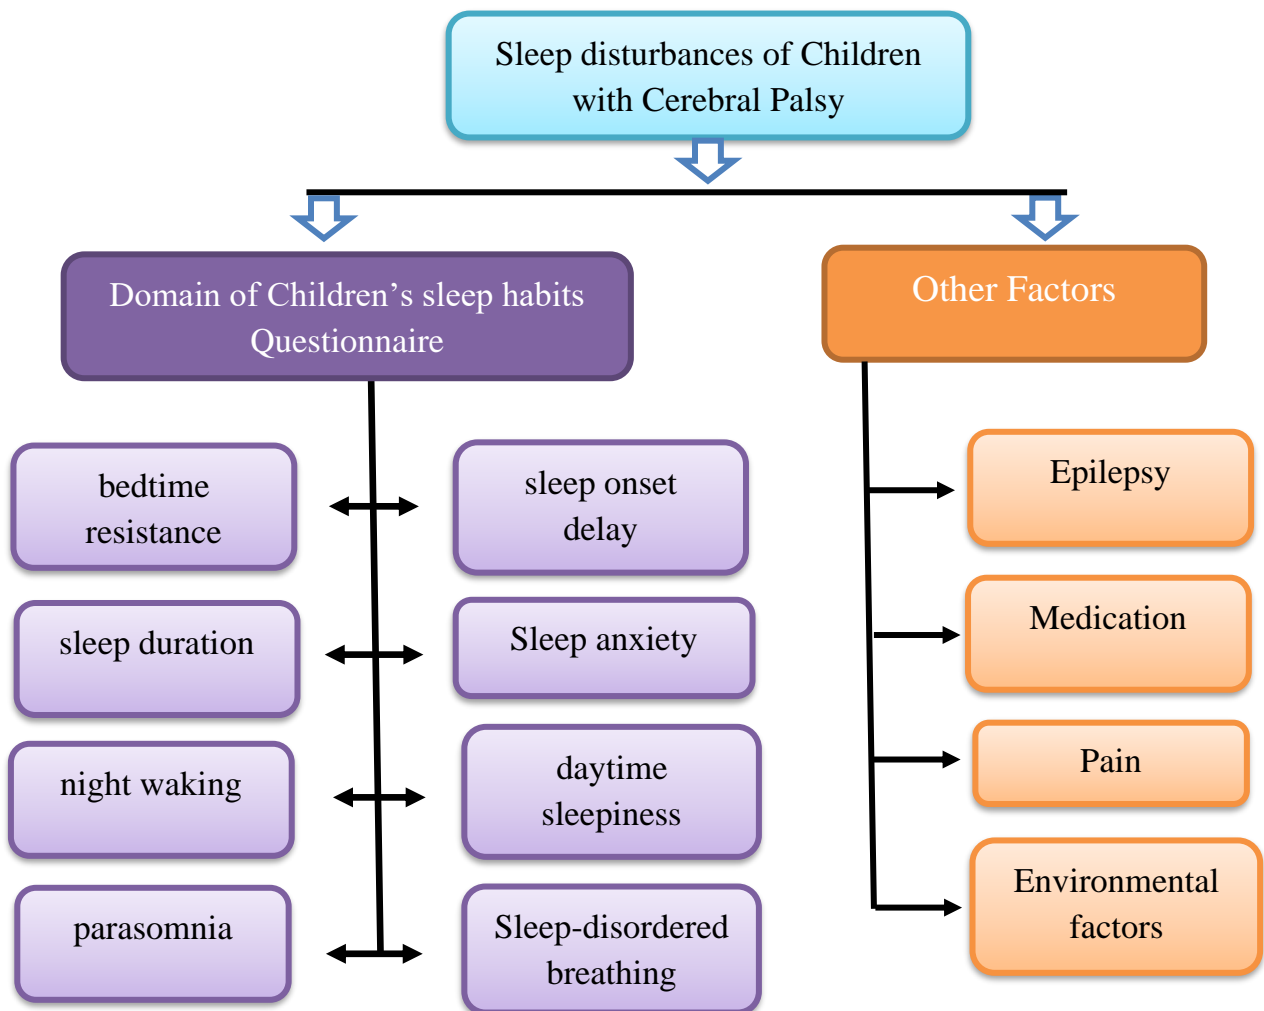 Sleep disturbances of Children
with Cerebral Palsy
Domain of Children’s sleep habits
Questionnaire
Other Factors
bedtime
resistance
sleep onset
delay
sleep duration
Sleep anxiety
night waking
daytime
sleepiness
parasomnia
Sleep-disordered
breathing
Epilepsy
Medication
Pain
Environmental
factors